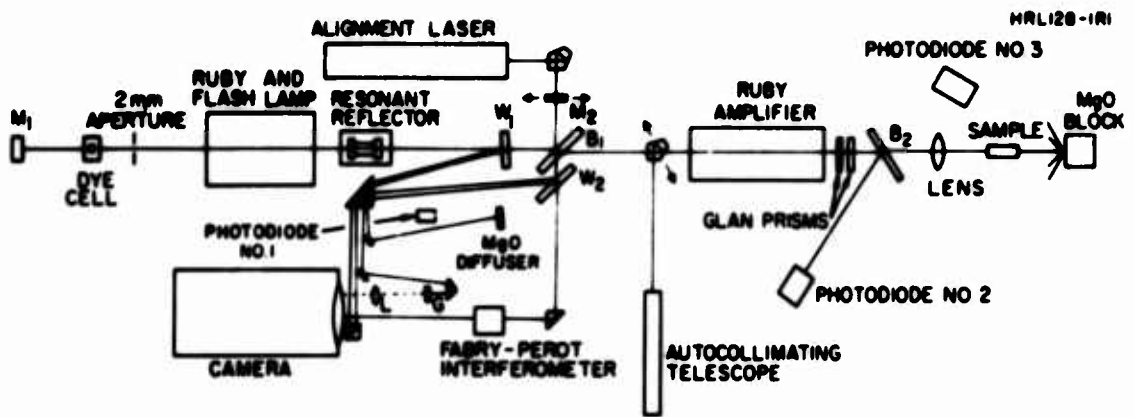 HRL128-1R1
ALIGNMENT LASER
PHOTODIODE NO 3
RUBY AND
FLASH LAMP
RESONANT
REFLECTOR
2mm
APERTURE
M1
W1
M2
B1
RUBY
AMPLIFIER
MgO
BLOCK
SAMPLE
B2
W2
DYE
CELL
LENS
GLAN PRISMS
PHOTODIODE
NO.1
MgO
DIFFUSER
PHOTODIODE NO 2
L
G
CAMERA
FABRY-PEROT
INTERFEROMETER
AUTOCOLLIMATING
TELESCOPE